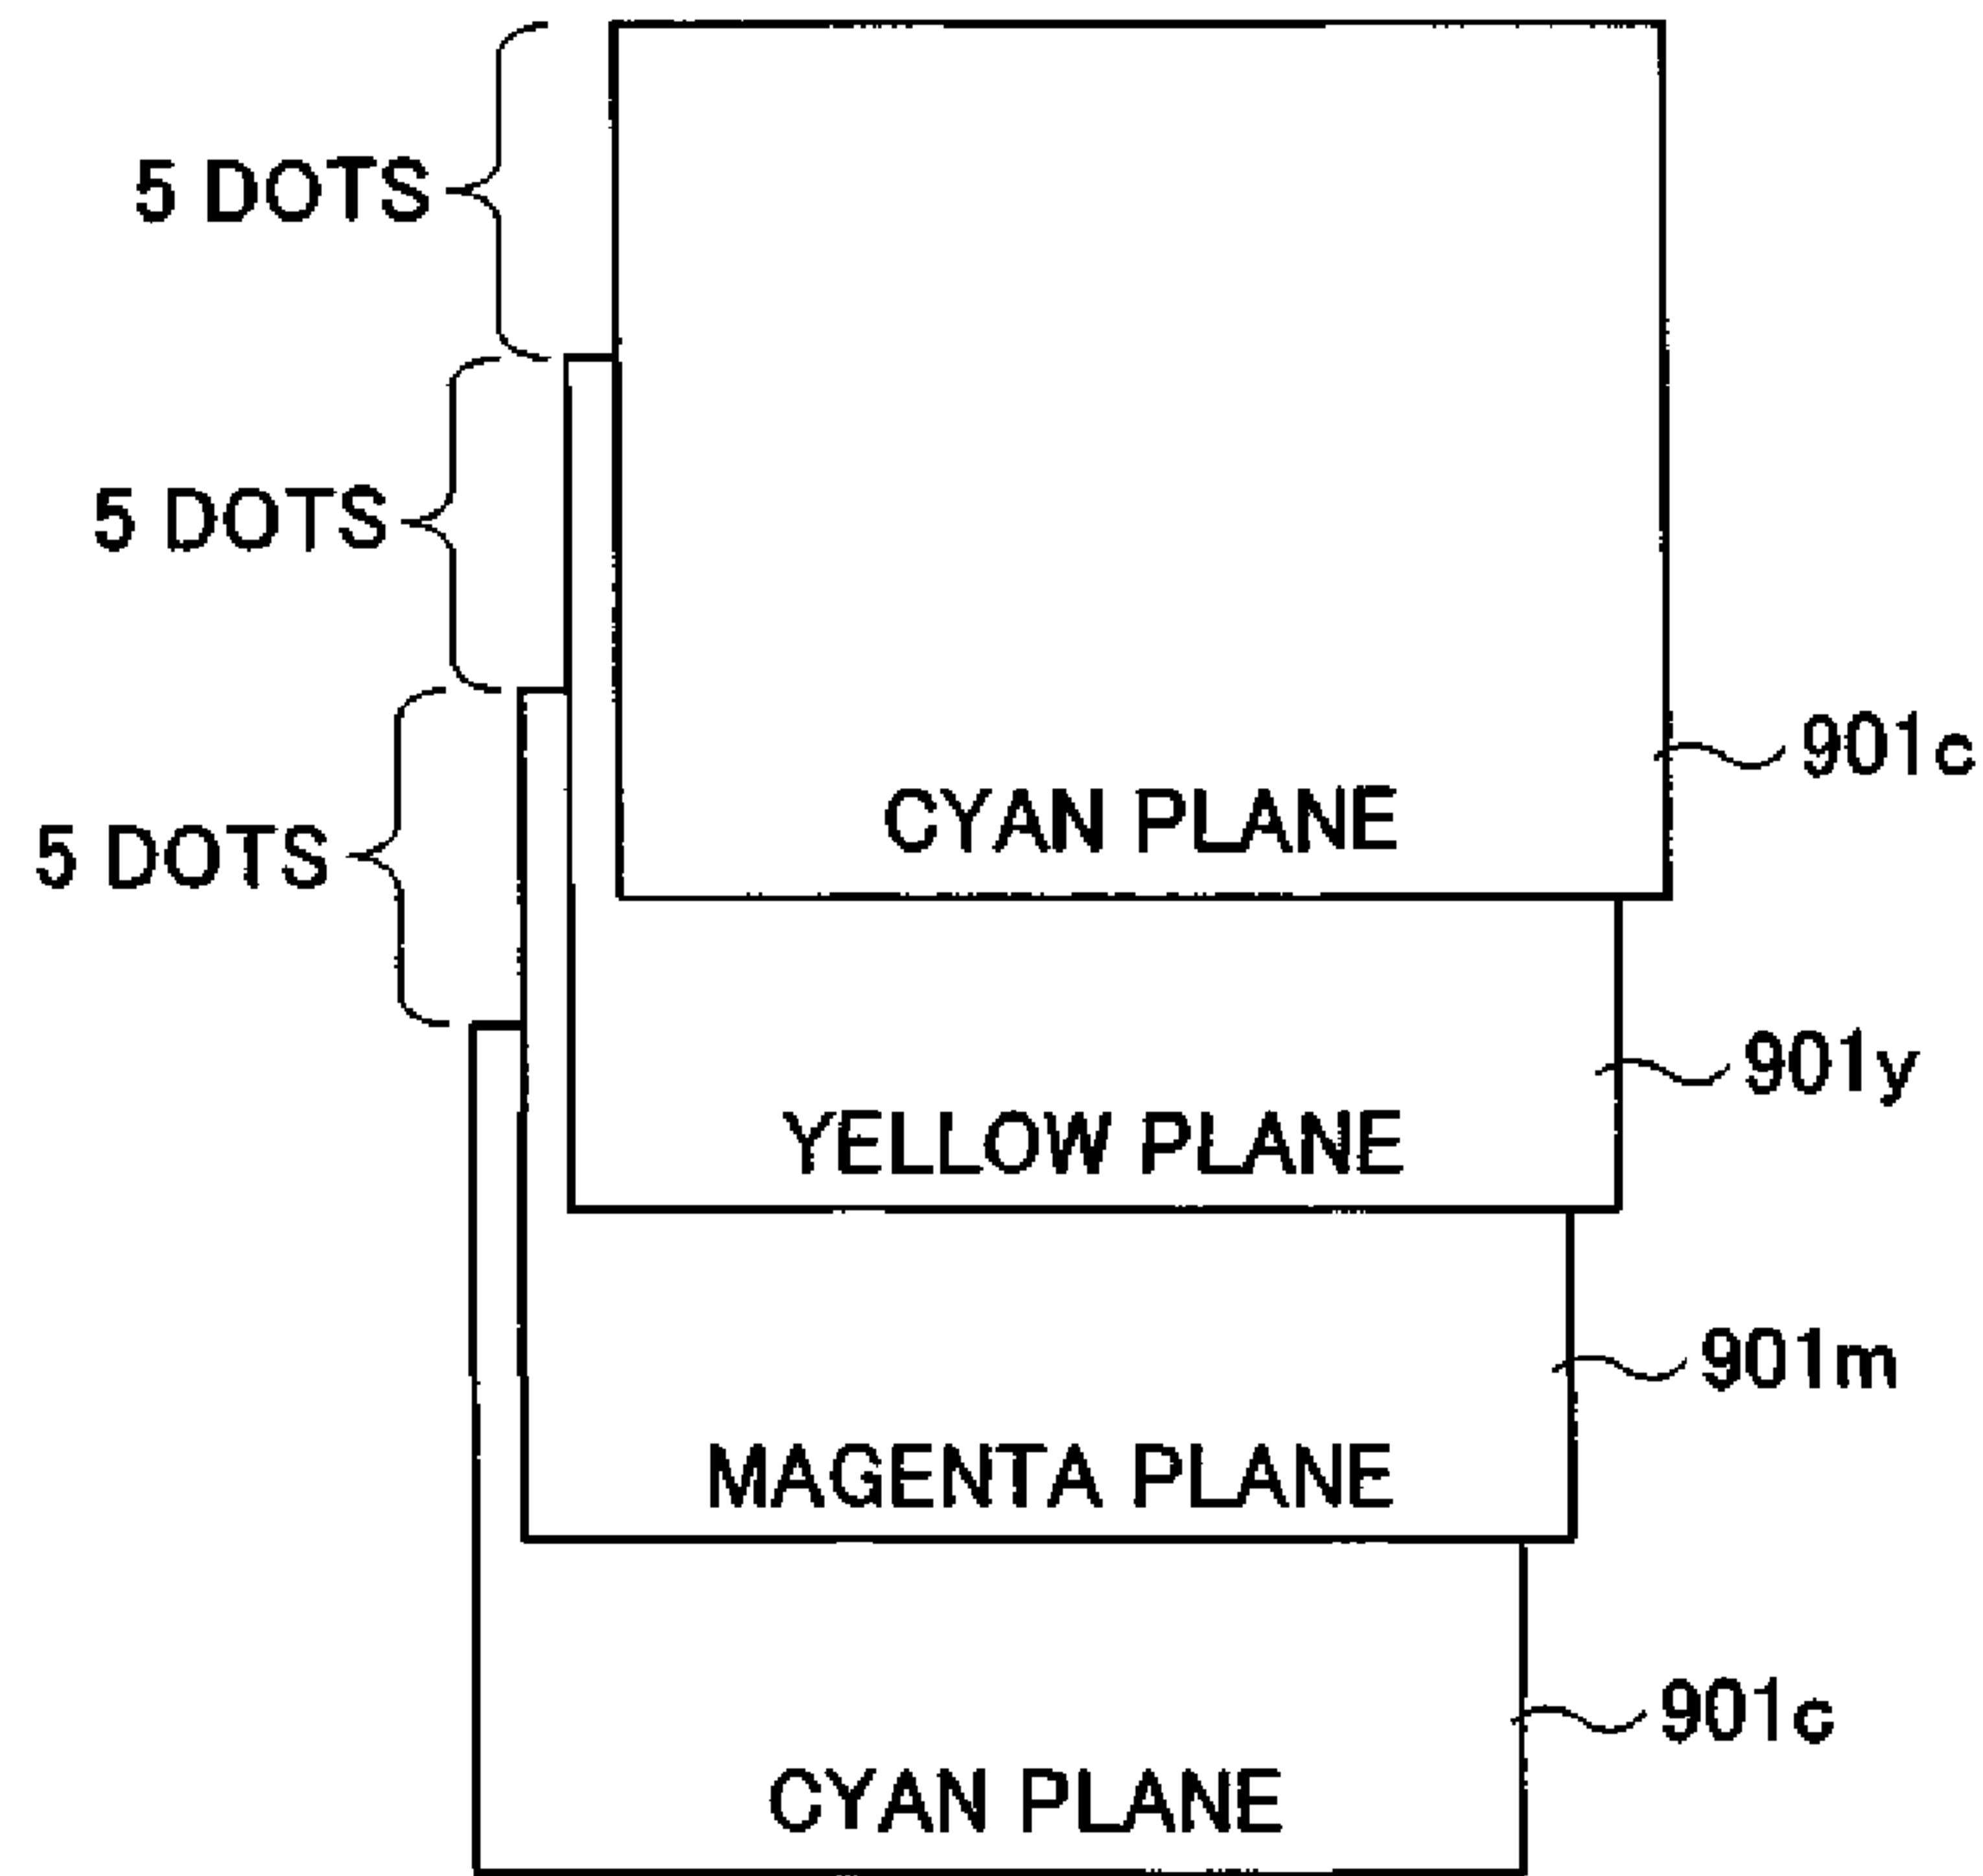 5 DOTS
5 DOTS
901c
CYAN PLANE
5 DOTS
901y
YELLOW PLANE
901m
MAGENTA PLANE
901c
CYAN PLANE